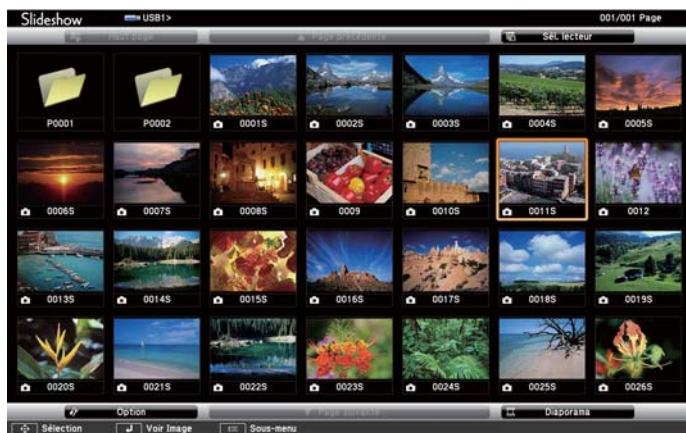 Slideshow USB1> 001/001 Page
Haut page Page précédente Sél. lecteur
P0001 P0002 0001S 0002S 0003S 0004S 0005S
0006S 0007S 0008S 0009 0010S 0011S 0012
0013S 0014S 0015S 0016S 0017S 0018S 0019S
0020S 0021S 0022S 0023S 0024S 0025S 0026S
Option Page suivante Diaporama
Sélection Voir Image Sous-menu